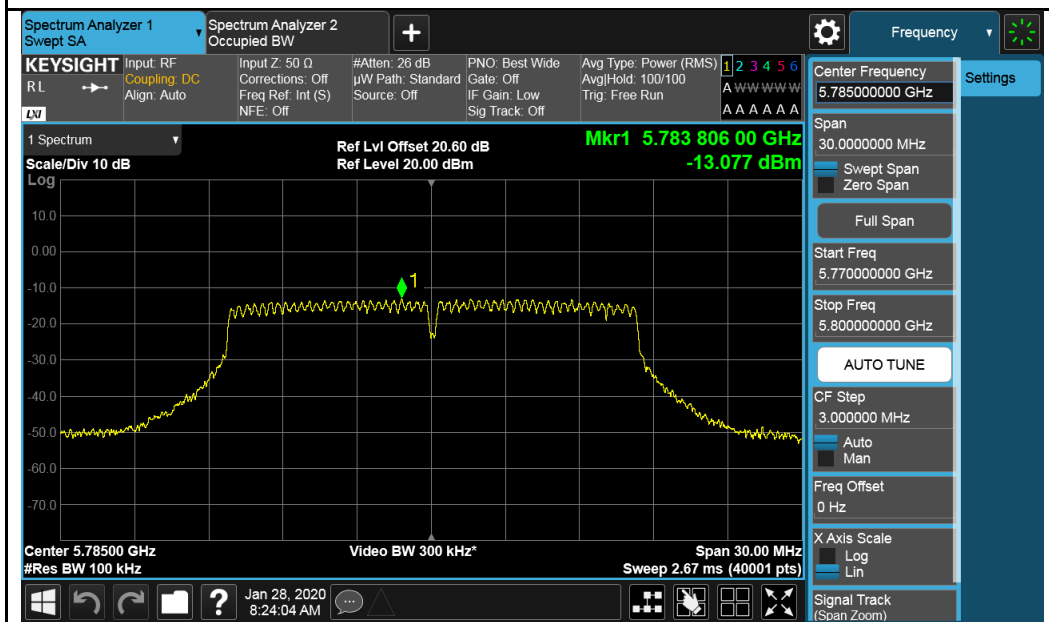 Spectrum Analyzer 1
Swept SA
Spectrum Analyzer 2
Occupied BW
Frequency
KEYSIGHT
RL
LXI
Input: RF
Coupling: DC
Align: Auto
Input Z: 50 Ω
Corrections: Off
Freq Ref: Int (S)
NFE: Off
#Atten: 26 dB
µW Path: Standard
Source: Off
PNO: Best Wide
Gate: Off
IF Gain: Low
Sig Track: Off
Avg Type: Power (RMS)
Avg|Hold: 100/100
Trig: Free Run
1 2 3 4 5 6
A W W W W W
A A A A A A
1 Spectrum
Scale/Div 10 dB
Ref Lvl Offset 20.60 dB
Ref Level 20.00 dBm
Mkr1 5.783 806 00 GHz
-13.077 dBm
Log
10.0
0.00
-10.0
-20.0
-30.0
-40.0
-50.0
-60.0
-70.0
1
Center 5.78500 GHz
#Res BW 100 kHz
Video BW 300 kHz*
Span 30.00 MHz
Sweep 2.67 ms (40001 pts)
?
Jan 28, 2020
8:24:04 AM
Center Frequency
5.785000000 GHz
Span
30.0000000 MHz
Swept Span
Zero Span
Full Span
Start Freq
5.770000000 GHz
Stop Freq
5.800000000 GHz
AUTO TUNE
CF Step
3.000000 MHz
Auto
Man
Freq Offset
0 Hz
X Axis Scale
Log
Lin
Signal Track
(Span Zoom)
Settings